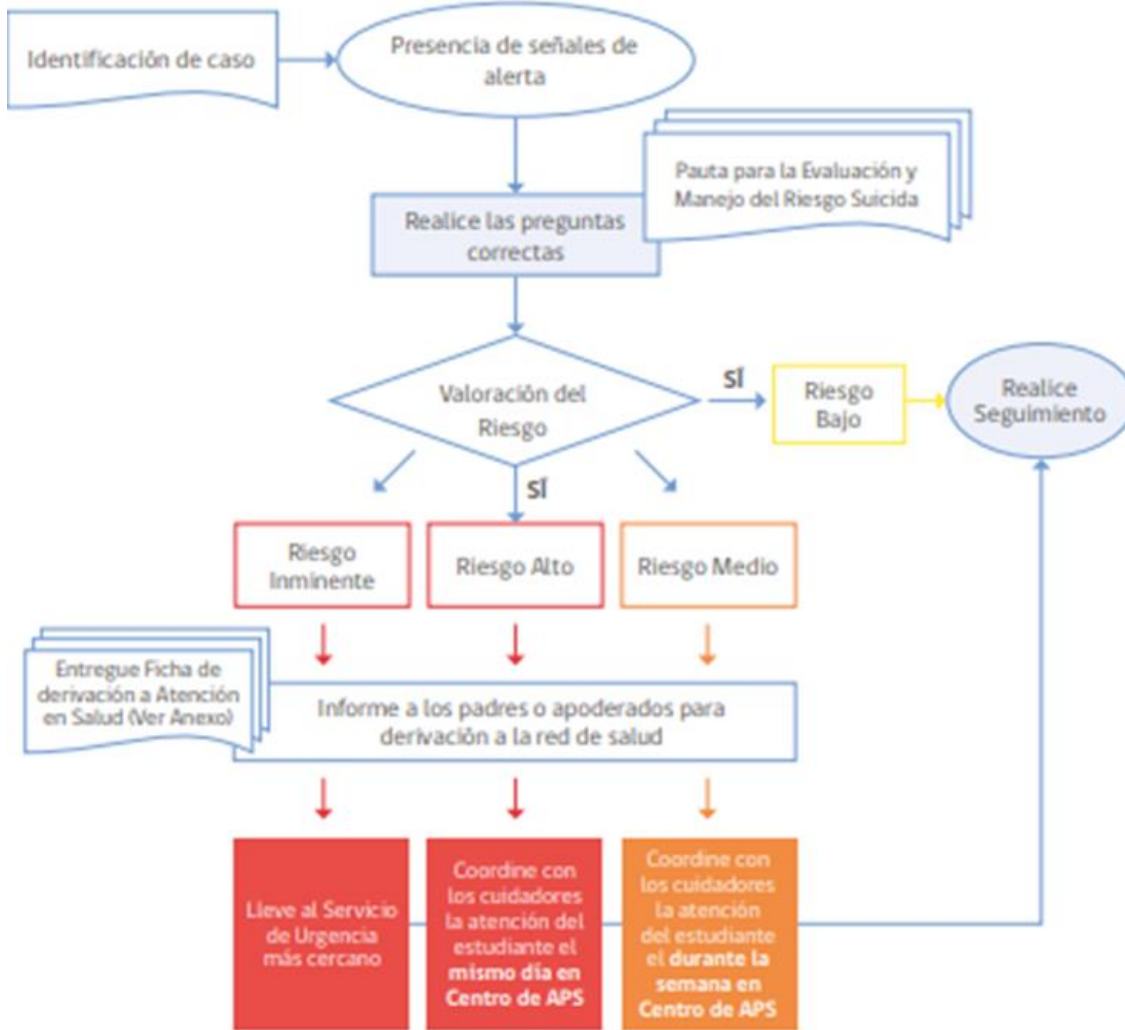 Identificación de caso
Presencia de señales de
alerta
Pauta para la Evaluación y
Manejo del Riesgo Suicida
Realice las preguntas
correctas
Valoración del
Riesgo
SÍ
Riesgo
Bajo
Realice
Seguimiento
SÍ
Riesgo
Inminente
Riesgo Alto
Riesgo Medio
Entregue Ficha de
derivación a Atención
en Salud (Ver Anexo)
Informe a los padres o apoderados para
derivación a la red de salud
Lleve al Servicio
de Urgencia
más cercano
Coordine con
los cuidadores
la atención del
estudiante el
mismo día en
Centro de APS
Coordine con
los cuidadores
la atención
del estudiante
el durante la
semana en
Centro de APS